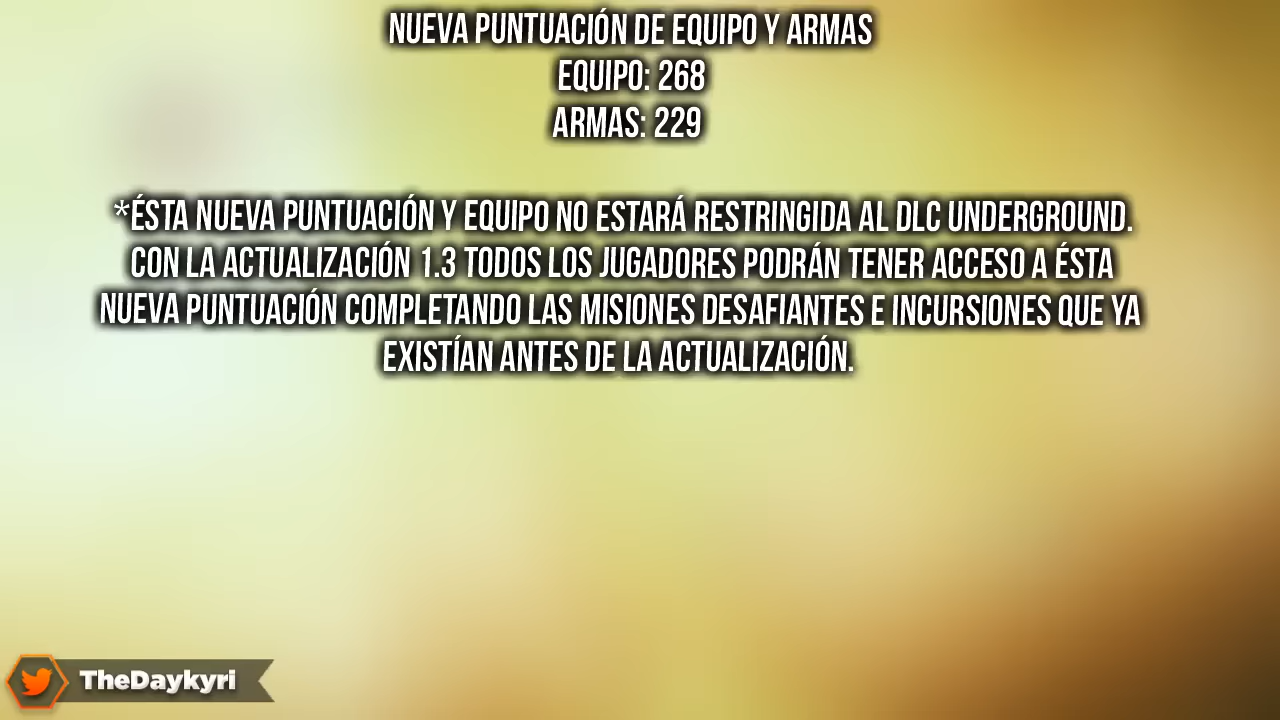 NUEVA PUNTUACIÓN DE EQUIPO Y ARMAS
EQUIPO: 268
ARMAS: 229
*ÉSTA NUEVA PUNTUACIÓN Y EQUIPO NO ESTARÁ RESTRINGIDA AL DLC UNDERGROUND.
CON LA ACTUALIZACIÓN 1.3 TODOS LOS JUGADORES PODRÁN TENER ACCESO A ÉSTA
NUEVA PUNTUACIÓN COMPLETANDO LAS MISIONES DESAFIANTES E INCURSIONES QUE YA
EXISTÍAN ANTES DE LA ACTUALIZACIÓN.
TheDaykyri